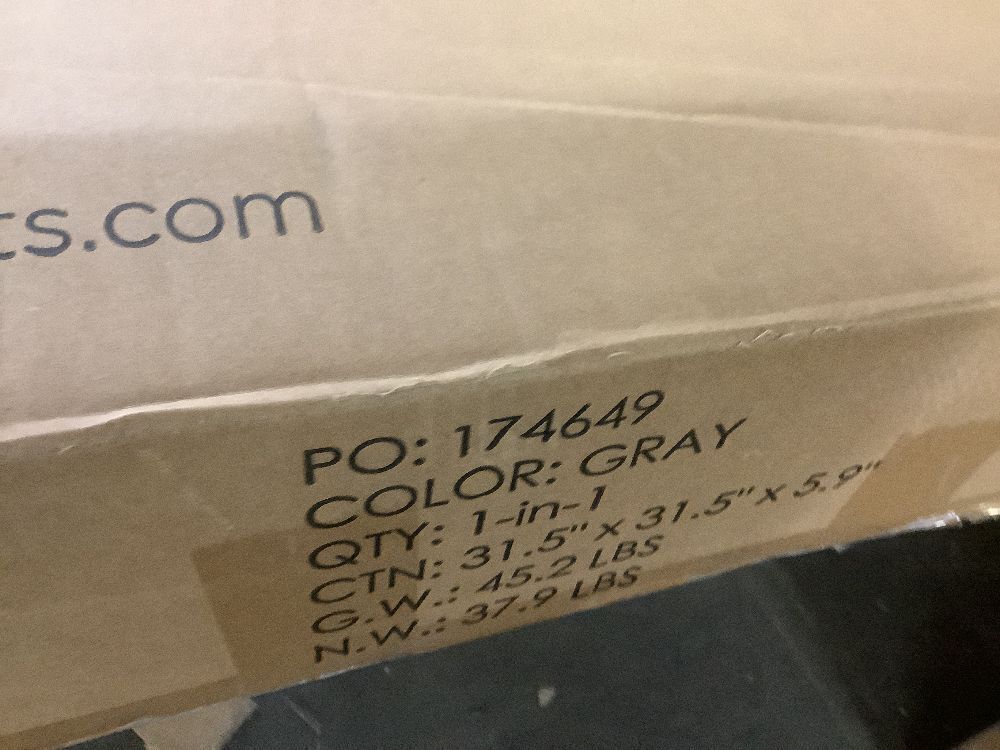 ts.com
PO: 174649
COLOR: GRAY
QTY: 1-in-1
CTN: 31.5" x 31.5" x 5.9"
G.W.: 45.2 LBS
N.W.: 37.9 LBS